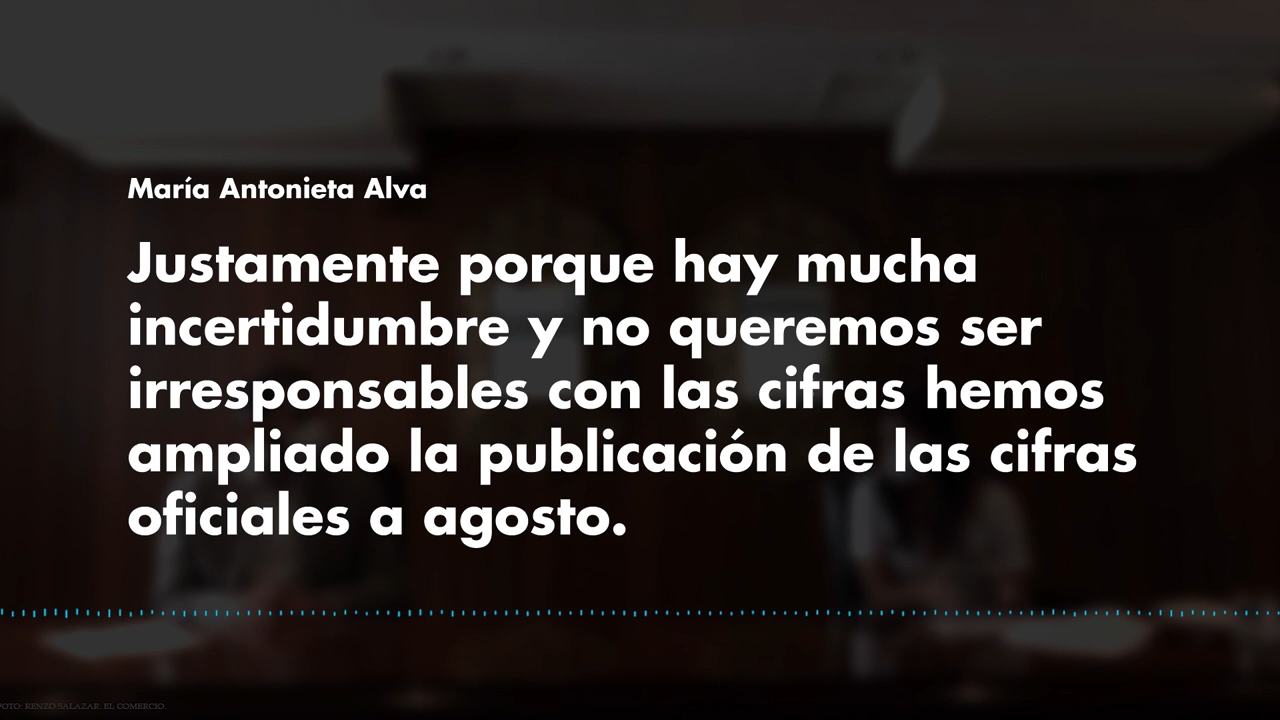 María Antonieta Alva
Justamente porque hay mucha
incertidumbre y no queremos ser
irresponsables con las cifras hemos
ampliado la publicación de las cifras
oficiales a agosto.
FOTO: RENZO SALAZAR. EL COMERCIO.